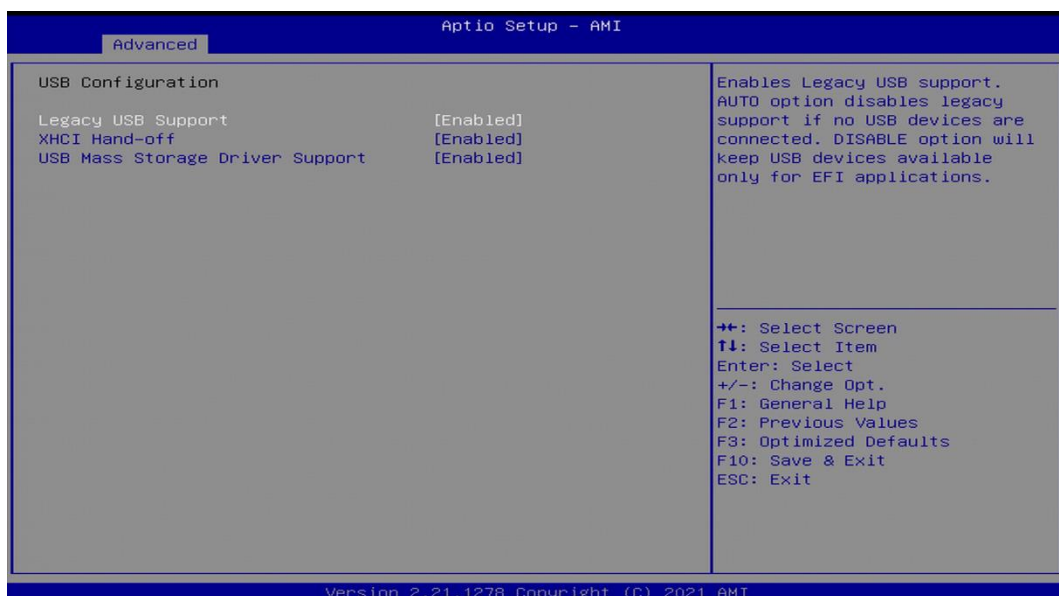 Aptio Setup – AMI
Advanced
USB Configuration
Legacy USB Support [Enabled]
XHCI Hand-off [Enabled]
USB Mass Storage Driver Support [Enabled]
Enables Legacy USB support.
AUTO option disables legacy
support if no USB devices are
connected. DISABLE option will
keep USB devices available
only for EFI applications.
→←: Select Screen
↑↓: Select Item
Enter: Select
+/-: Change Opt.
F1: General Help
F2: Previous Values
F3: Optimized Defaults
F10: Save & Exit
ESC: Exit
Version 2.21.1278 Copyright (C) 2021 AMI